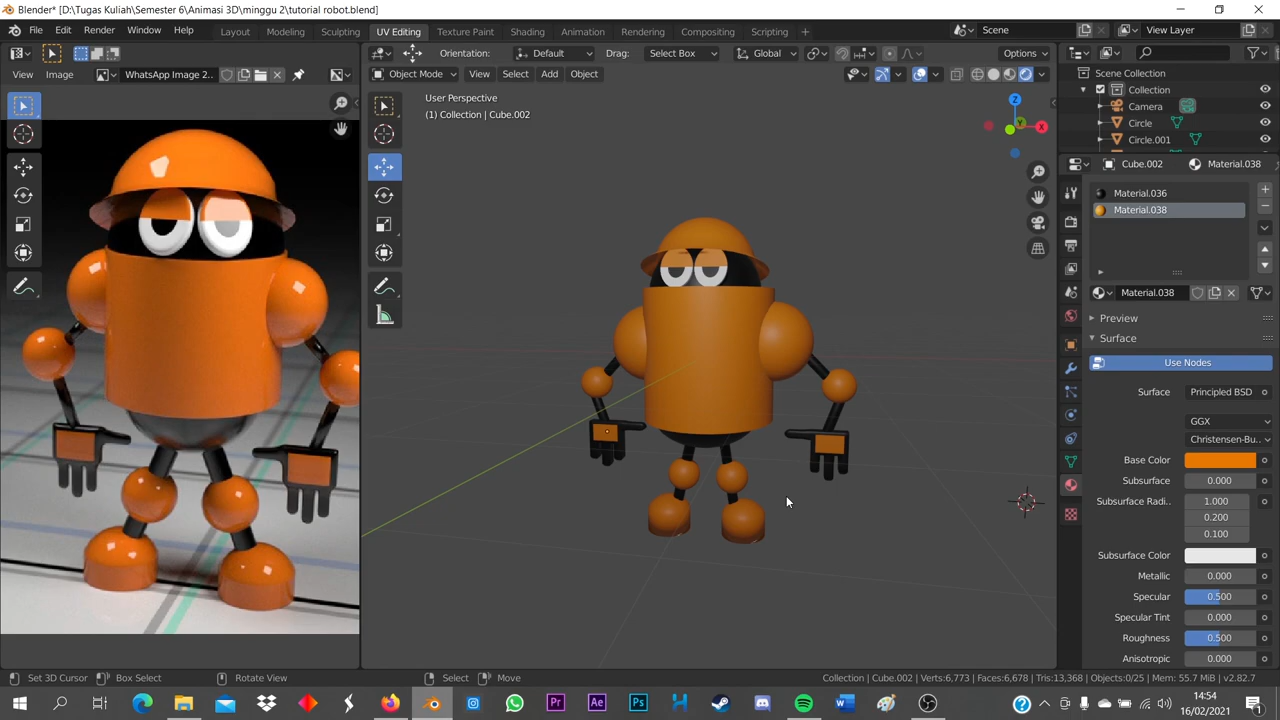 Blender* [D:\Tugas Kuliah\Semester 6\Animasi 3D\minggu 2\tutorial robot.blend]
File Edit Render Window Help Layout Modeling Sculpting UV Editing Texture Paint Shading Animation Rendering Compositing Scripting + Scene View Layer
Orientation: Default Drag: Select Box Global Options
View Image WhatsApp Image 2.. Object Mode View Select Add Object
Scene Collection
Collection
Camera
Circle
Circle.001
User Perspective
(1) Collection | Cube.002
Z
Y
X
Cube.002 Material.038
Material.036
Material.038
Material.038
Preview
Surface
Use Nodes
Surface Principled BSD
GGX
Christensen-Bu..
Base Color
Subsurface 0.000
Subsurface Radi.. 1.000
0.200
0.100
Subsurface Color
Metallic 0.000
Specular 0.500
Specular Tint 0.000
Roughness 0.500
Anisotropic 0.000
Set 3D Cursor Box Select Rotate View Select Move Collection | Cube.002 | Verts:6,773 | Faces:6,678 | Tris:13,368 | Objects:0/25 | Mem: 55.7 MiB | v2.82.7
14:54
16/02/2021